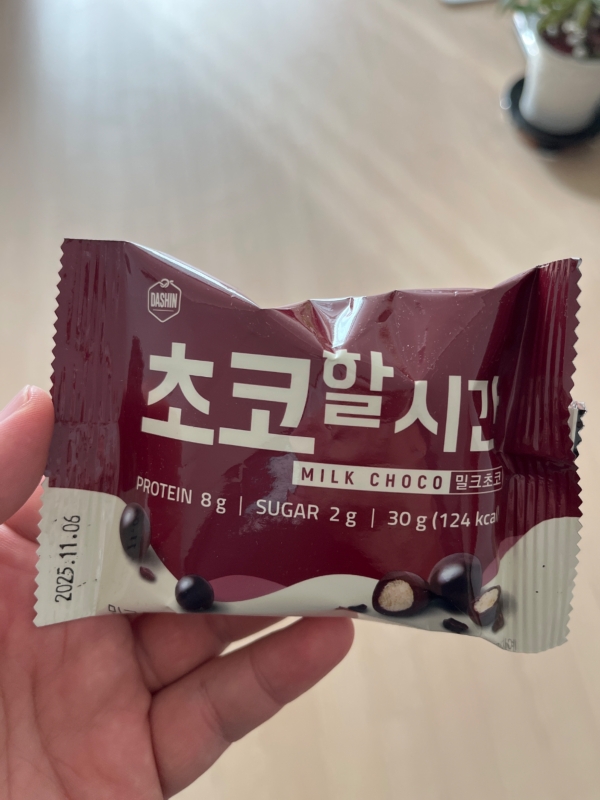 DASHIN
초코할시간
MILK CHOCO 밀크초코
PROTEIN 8g | SUGAR 2g | 30g (124 kcal
2025.11.06